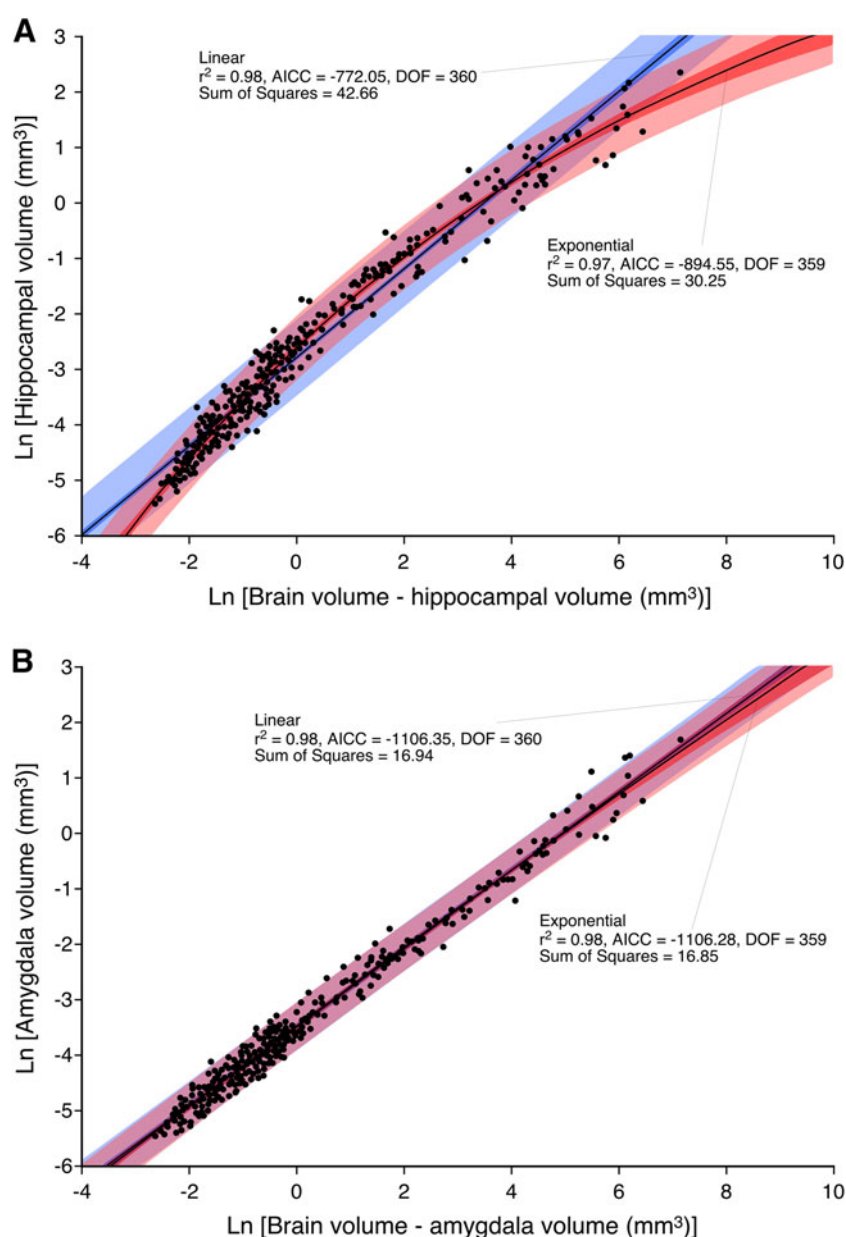 A
Ln [Hippocampal volume (mm³)]
3
2
1
0
-1
-2
-3
-4
-5
-6
Linear
r² = 0.98, AICC = -772.05, DOF = 360
Sum of Squares = 42.66
Exponential
r² = 0.97, AICC = -894.55, DOF = 359
Sum of Squares = 30.25
-4 -2 0 2 4 6 8 10
Ln [Brain volume - hippocampal volume (mm³)]
B
Ln [Amygdala volume (mm³)]
3
2
1
0
-1
-2
-3
-4
-5
-6
Linear
r² = 0.98, AICC = -1106.35, DOF = 360
Sum of Squares = 16.94
Exponential
r² = 0.98, AICC = -1106.28, DOF = 359
Sum of Squares = 16.85
-4 -2 0 2 4 6 8 10
Ln [Brain volume - amygdala volume (mm³)]